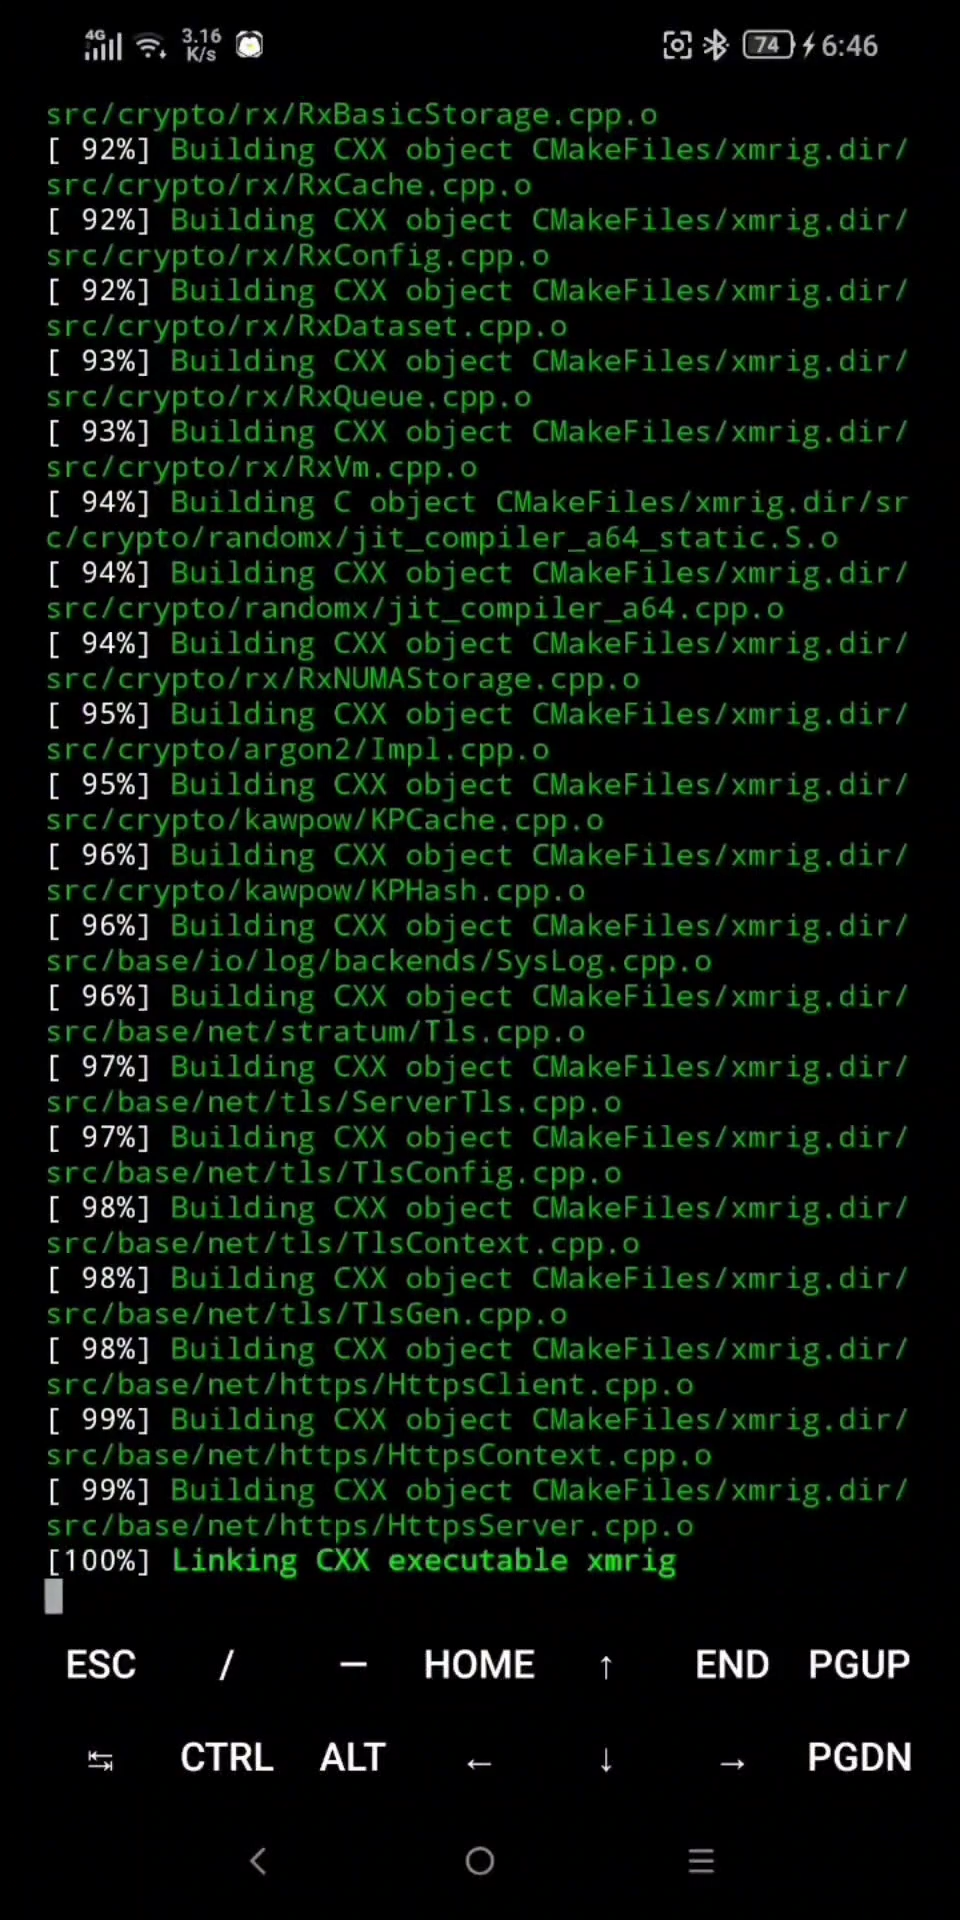 4G 3.16 K/s 74 6:46
src/crypto/rx/RxBasicStorage.cpp.o
[ 92%] Building CXX object CMakeFiles/xmrig.dir/
src/crypto/rx/RxCache.cpp.o
[ 92%] Building CXX object CMakeFiles/xmrig.dir/
src/crypto/rx/RxConfig.cpp.o
[ 92%] Building CXX object CMakeFiles/xmrig.dir/
src/crypto/rx/RxDataset.cpp.o
[ 93%] Building CXX object CMakeFiles/xmrig.dir/
src/crypto/rx/RxQueue.cpp.o
[ 93%] Building CXX object CMakeFiles/xmrig.dir/
src/crypto/rx/RxVm.cpp.o
[ 94%] Building C object CMakeFiles/xmrig.dir/sr
c/crypto/randomx/jit_compiler_a64_static.S.o
[ 94%] Building CXX object CMakeFiles/xmrig.dir/
src/crypto/randomx/jit_compiler_a64.cpp.o
[ 94%] Building CXX object CMakeFiles/xmrig.dir/
src/crypto/rx/RxNUMAStorage.cpp.o
[ 95%] Building CXX object CMakeFiles/xmrig.dir/
src/crypto/argon2/Impl.cpp.o
[ 95%] Building CXX object CMakeFiles/xmrig.dir/
src/crypto/kawpow/KPCache.cpp.o
[ 96%] Building CXX object CMakeFiles/xmrig.dir/
src/crypto/kawpow/KPHash.cpp.o
[ 96%] Building CXX object CMakeFiles/xmrig.dir/
src/base/io/log/backends/SysLog.cpp.o
[ 96%] Building CXX object CMakeFiles/xmrig.dir/
src/base/net/stratum/Tls.cpp.o
[ 97%] Building CXX object CMakeFiles/xmrig.dir/
src/base/net/tls/ServerTls.cpp.o
[ 97%] Building CXX object CMakeFiles/xmrig.dir/
src/base/net/tls/TlsConfig.cpp.o
[ 98%] Building CXX object CMakeFiles/xmrig.dir/
src/base/net/tls/TlsContext.cpp.o
[ 98%] Building CXX object CMakeFiles/xmrig.dir/
src/base/net/tls/TlsGen.cpp.o
[ 98%] Building CXX object CMakeFiles/xmrig.dir/
src/base/net/https/HttpsClient.cpp.o
[ 99%] Building CXX object CMakeFiles/xmrig.dir/
src/base/net/https/HttpsContext.cpp.o
[ 99%] Building CXX object CMakeFiles/xmrig.dir/
src/base/net/https/HttpsServer.cpp.o
[100%] Linking CXX executable xmrig
ESC / — HOME ↑ END PGUP
↹ CTRL ALT ← ↓ → PGDN